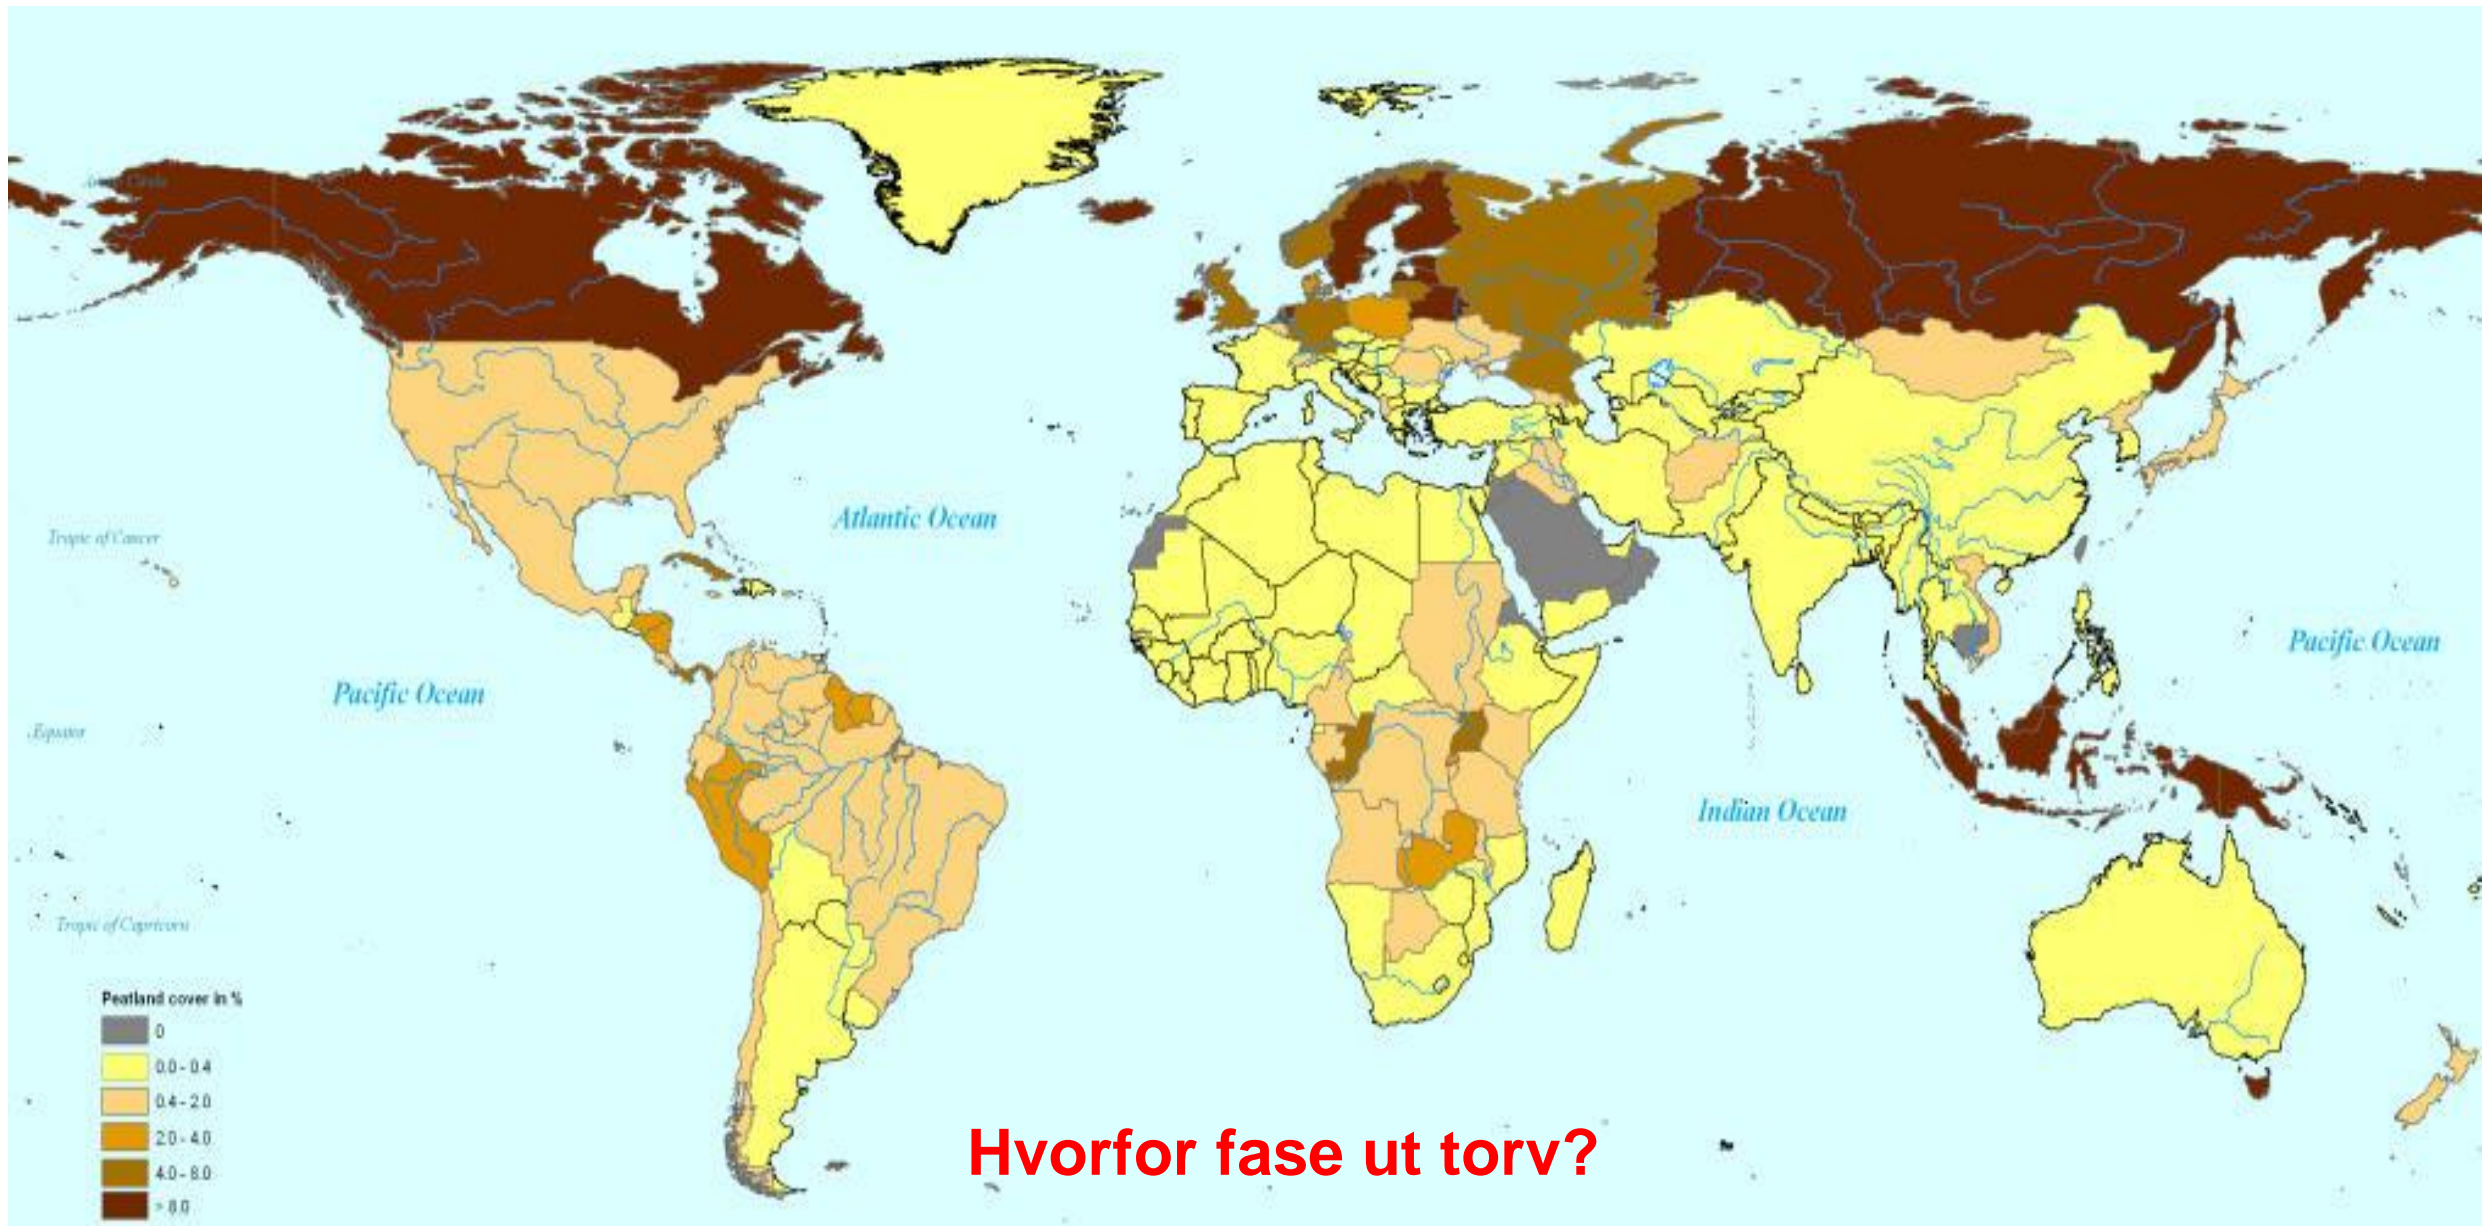 Arctic Circle
Atlantic Ocean
Tropic of Cancer
Pacific Ocean
Pacific Ocean
Equator
Indian Ocean
Tropic of Capricorn
Peatland cover in %
0
0.0 - 0.4
0.4 - 2.0
2.0 - 4.0
4.0 - 8.0
> 8.0
Hvorfor fase ut torv?